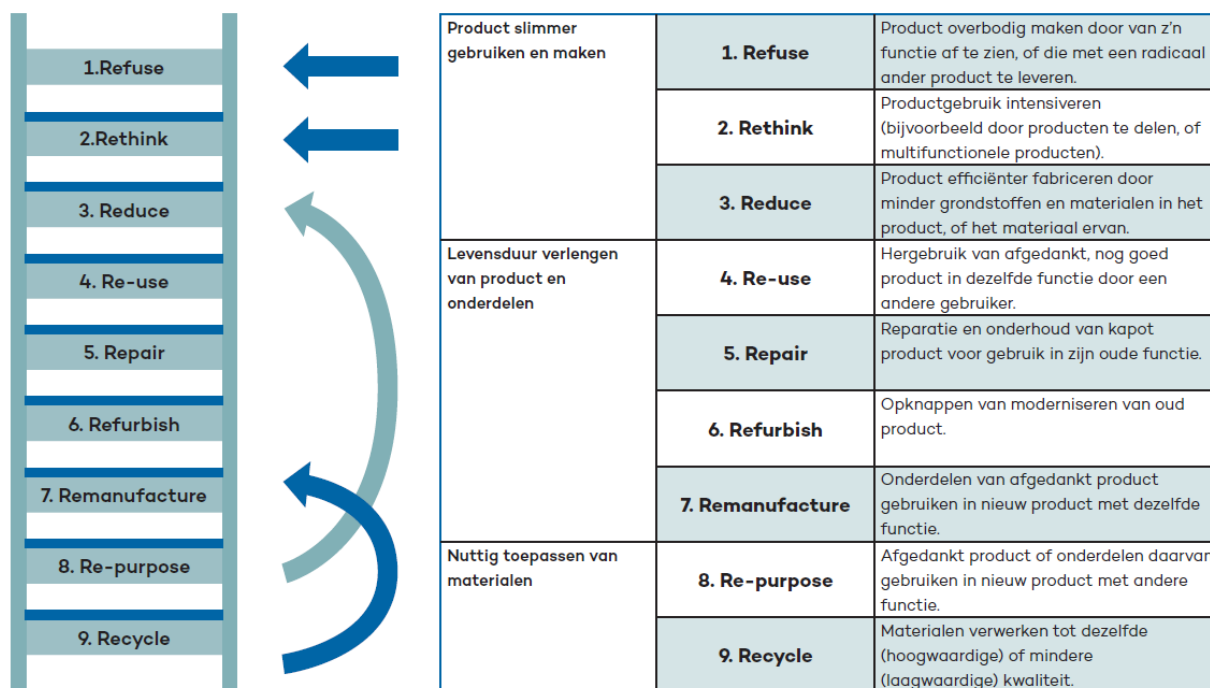 1.Refuse
2.Rethink
3. Reduce
4. Re-use
5. Repair
6. Refurbish
7. Remanufacture
8. Re-purpose
9. Recycle
Product slimmer
gebruiken en maken
1. Refuse
Product overbodig maken door van z’n
functie af te zien, of die met een radicaal
ander product te leveren.
2. Rethink
Productgebruik intensiveren
(bijvoorbeeld door producten te delen, of
multifunctionele producten).
3. Reduce
Product efficiënter fabriceren door
minder grondstoffen en materialen in het
product, of het materiaal ervan.
Levensduur verlengen
van product en
onderdelen
4. Re-use
Hergebruik van afgedankt, nog goed
product in dezelfde functie door een
andere gebruiker.
5. Repair
Reparatie en onderhoud van kapot
product voor gebruik in zijn oude functie.
6. Refurbish
Opknappen van moderniseren van oud
product.
7. Remanufacture
Onderdelen van afgedankt product
gebruiken in nieuw product met dezelfde
functie.
Nuttig toepassen van
materialen
8. Re-purpose
Afgedankt product of onderdelen daarvan
gebruiken in nieuw product met andere
functie.
9. Recycle
Materialen verwerken tot dezelfde
(hoogwaardige) of mindere
(laagwaardige) kwaliteit.